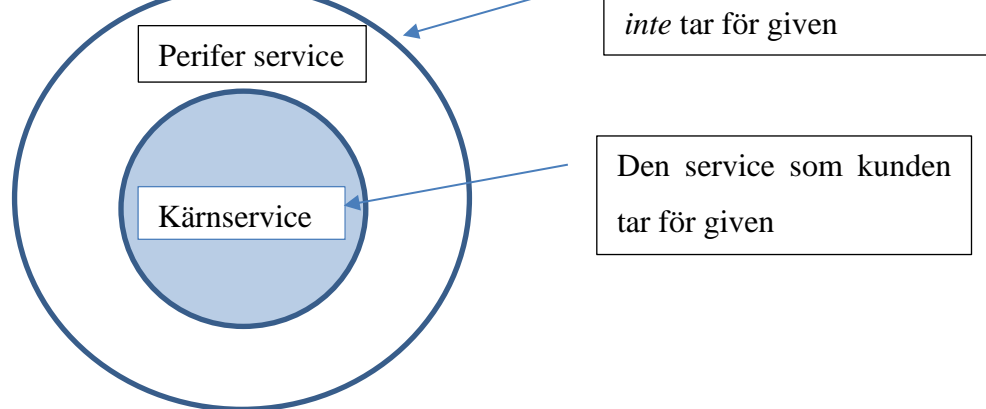 inte tar för given
Perifer service
Den service som kunden
tar för given
Kärnservice